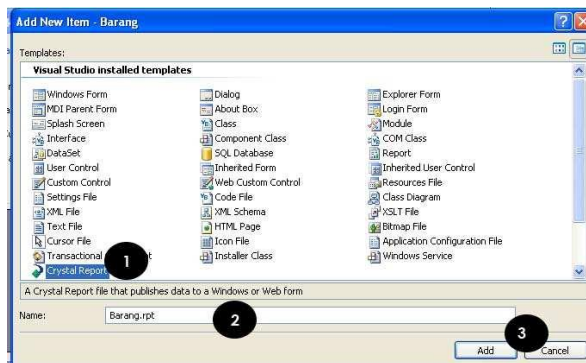 Add New Item - Barang
Templates:
Visual Studio installed templates
Windows Form
Dialog
Explorer Form
MDI Parent Form
About Box
Login Form
Splash Screen
Class
Module
Interface
Component Class
COM Class
DataSet
SQL Database
Report
User Control
Inherited Form
Inherited User Control
Custom Control
Web Custom Control
Resources File
Settings File
Code File
Class Diagram
XML File
XML Schema
XSLT File
Text File
HTML Page
Bitmap File
Cursor File
Icon File
Application Configuration File
Transactional
Installer Class
Windows Service
1
Crystal Report
A Crystal Report file that publishes data to a Windows or Web form
Name:
Barang.rpt
2
3
Add
Cancel